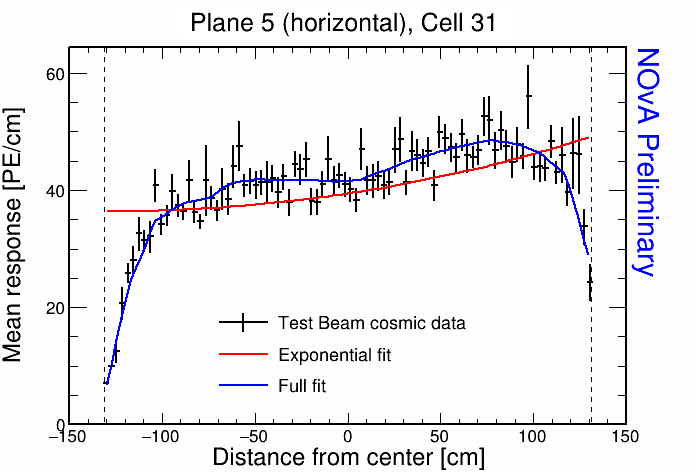 Plane 5 (horizontal), Cell 31
NOvA Preliminary
Mean response [PE/cm]
60
40
20
0
Test Beam cosmic data
Exponential fit
Full fit
−150 −100 −50 0 50 100 150
Distance from center [cm]